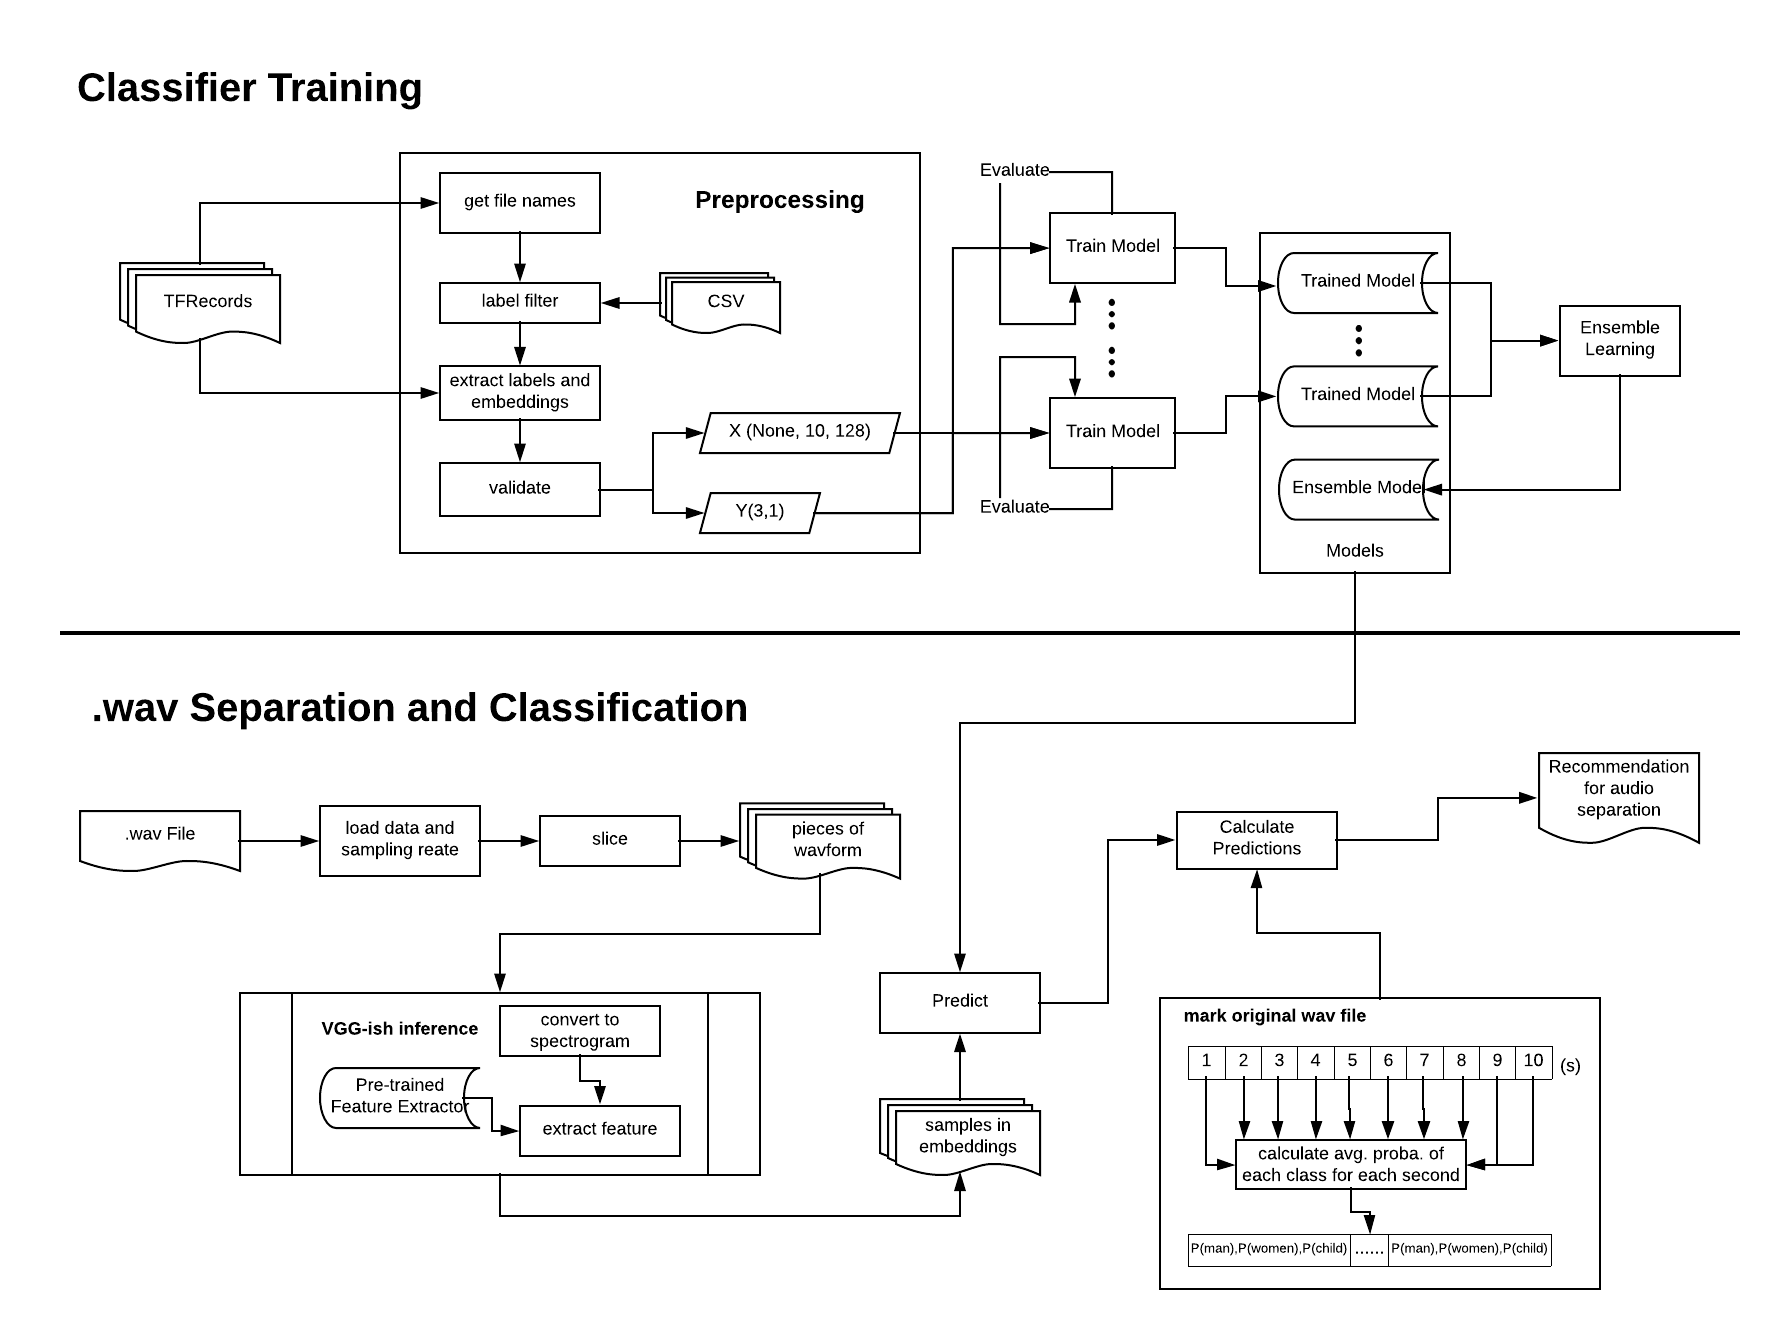 Classifier Training
Evaluate
get file names
Preprocessing
Train Model
TFRecords
label filter
CSV
Trained Model
Ensemble
Learning
extract labels and
embeddings
X (None, 10, 128)
Train Model
Trained Model
validate
Y(3,1)
Evaluate
Ensemble Mode
Models
.wav Separation and Classification
.wav File
load data and
sampling reate
slice
pieces of
wavform
Calculate
Predictions
Recommendation
for audio
separation
VGG-ish inference
convert to
spectrogram
Pre-trained
Feature Extractor
extract feature
Predict
samples in
embeddings
mark original wav file
1 2 3 4 5 6 7 8 9 10 (s)
calculate avg. proba. of
each class for each second
P(man),P(women),P(child) ...... P(man),P(women),P(child)